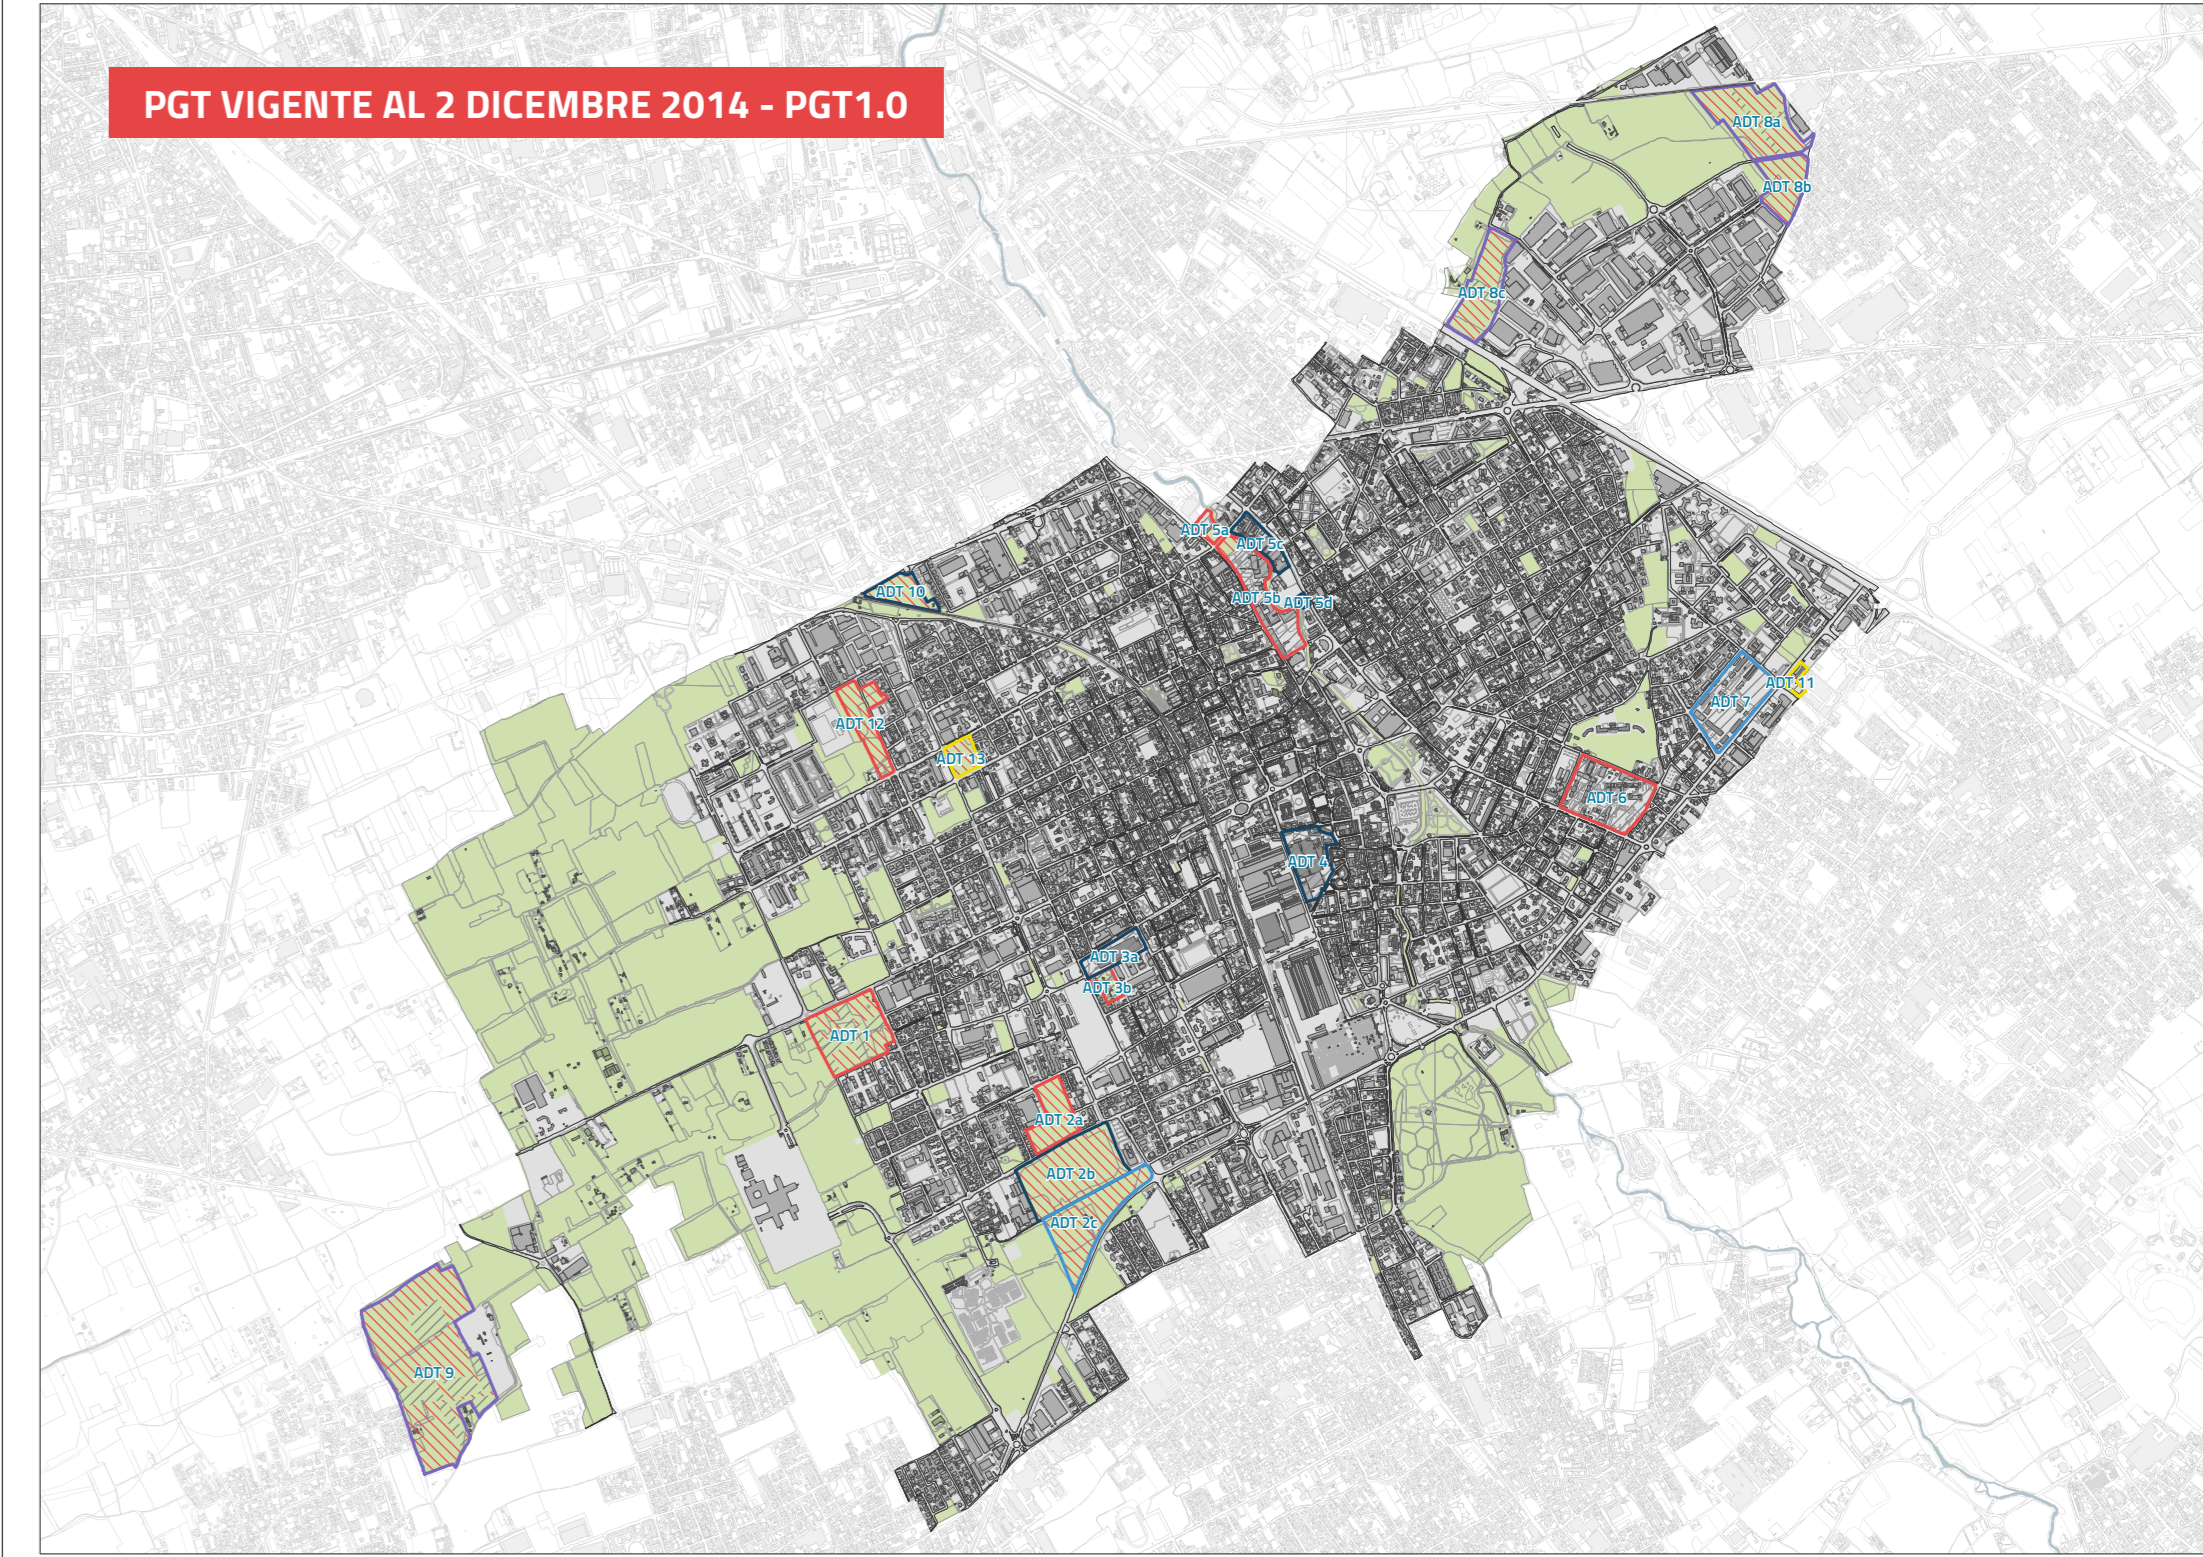 PGT VIGENTE AL 2 DICEMBRE 2014 - PGT1.0
ADT 8a
ADT 8b
ADT 8c
ADT 5a
ADT 5c
ADT 10
ADT 5b
ADT 5d
ADT 11
ADT 7
ADT 12
ADT 13
ADT 6
ADT 4
ADT 3a
ADT 3b
ADT 1
ADT 2a
ADT 2b
ADT 2c
ADT 9